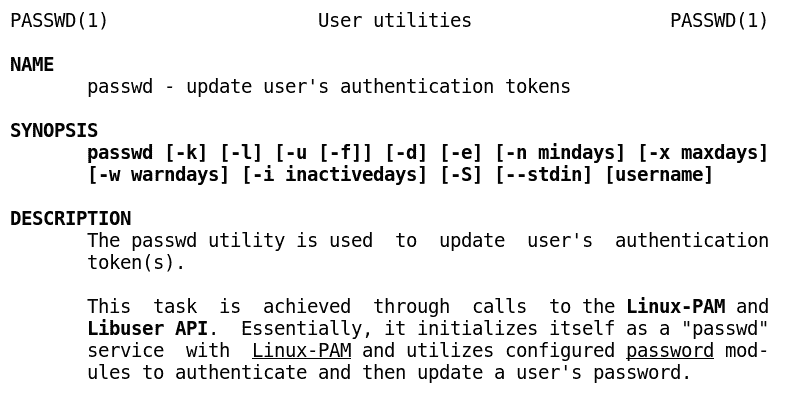 PASSWD(1) User utilities PASSWD(1)
NAME
passwd - update user's authentication tokens
SYNOPSIS
passwd [-k] [-l] [-u [-f]] [-d] [-e] [-n mindays] [-x maxdays]
[-w warndays] [-i inactivedays] [-S] [--stdin] [username]
DESCRIPTION
The passwd utility is used to update user's authentication
token(s).
This task is achieved through calls to the Linux-PAM and
Libuser API. Essentially, it initializes itself as a "passwd"
service with Linux-PAM and utilizes configured password mod-
ules to authenticate and then update a user's password.